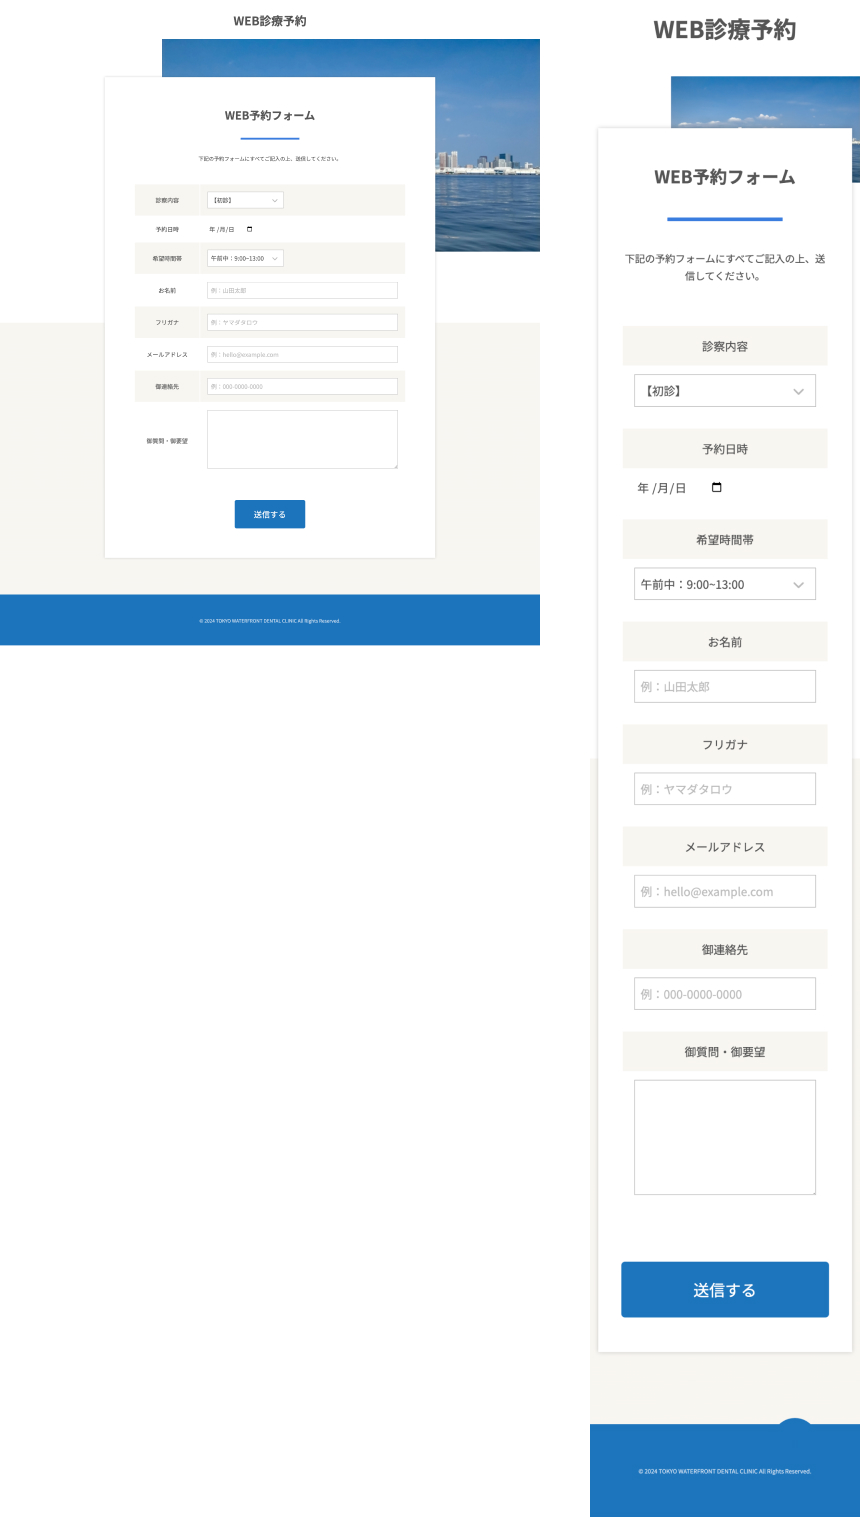 WEB診療予約
WEB予約フォーム
下記の予約フォームにすべてご記入の上、送信してください。
診察内容
【初診】
予約日時
年 /月/日
希望時間帯
午前中：9:00~13:00
お名前
例：山田太郎
フリガナ
例：ヤマダタロウ
メールアドレス
例：hello@example.com
御連絡先
例：000-0000-0000
御質問・御要望
送信する
© 2024 TOKYO WATERFRONT DENTAL CLINIC All Rights Reserved.
WEB診療予約
WEB予約フォーム
下記の予約フォームにすべてご記入の上、送
信してください。
診察内容
【初診】
予約日時
年 /月/日
希望時間帯
午前中：9:00~13:00
お名前
例：山田太郎
フリガナ
例：ヤマダタロウ
メールアドレス
例：hello@example.com
御連絡先
例：000-0000-0000
御質問・御要望
送信する
© 2024 TOKYO WATERFRONT DENTAL CLINIC All Rights Reserved.